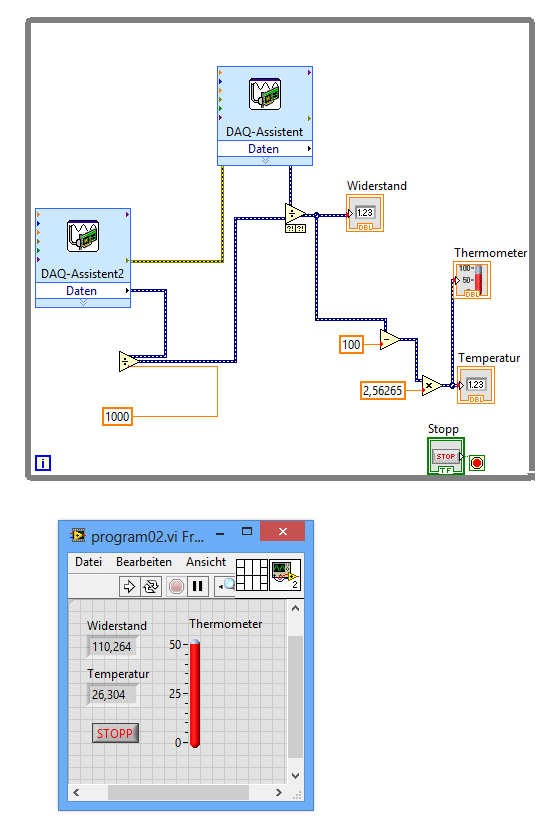 DAQ-Assistent
Daten
Widerstand
1.23
DBL
÷
?!?!
DAQ-Assistent2
Daten
Thermometer
100
50
DBL
÷
100
−
1000
2,56265
×
Temperatur
1.23
DBL
Stopp
STOP
TF
i
program02.vi Fr...
Datei Bearbeiten Ansicht
2
Widerstand
110,264
Temperatur
26,304
STOPP
Thermometer
50
25
0